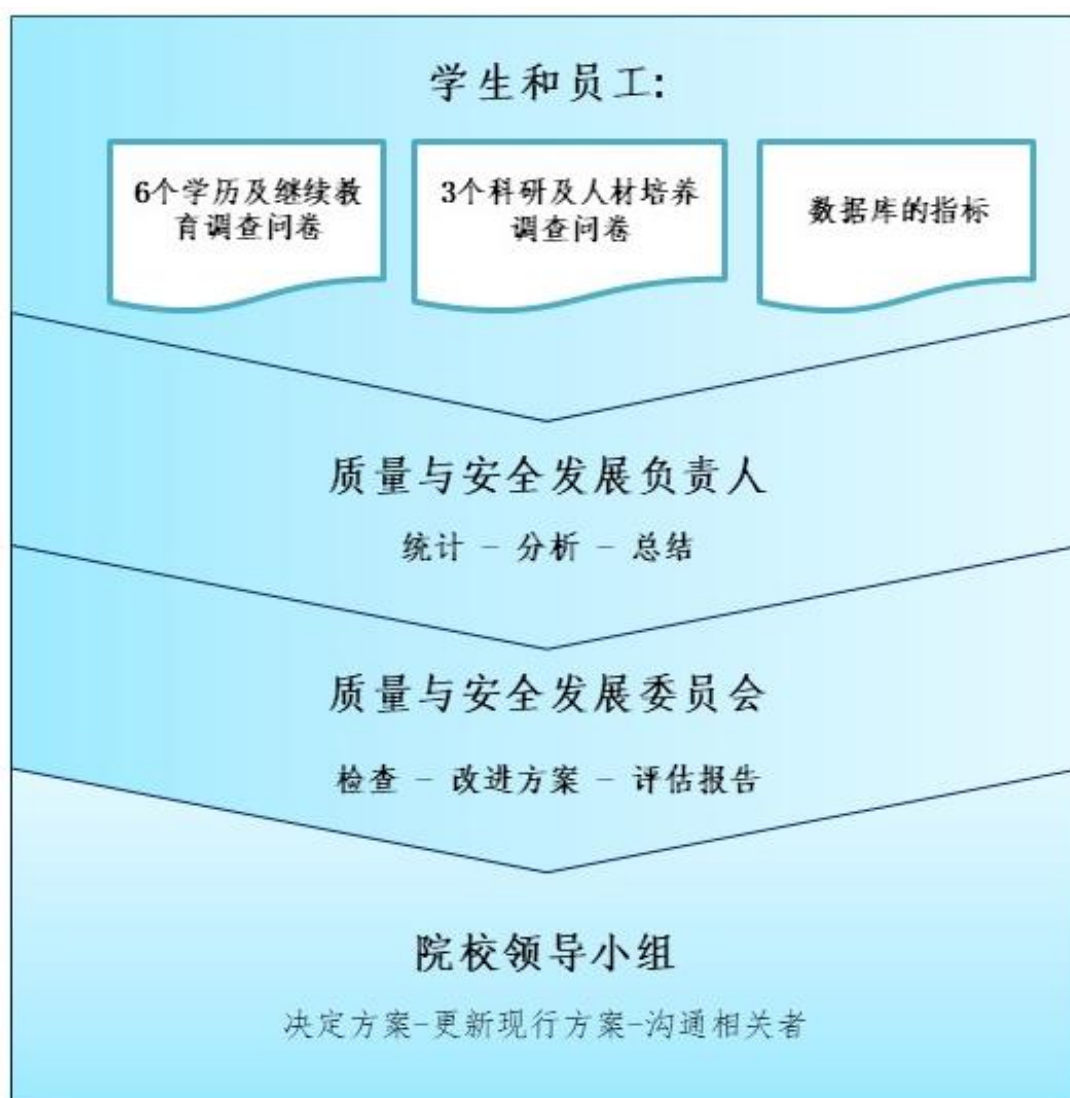 学生和员工:
6个学历及继续教
育调查问卷
3个科研及人材培养
调查问卷
数据库的指标
质量与安全发展负责人
统计 – 分析 – 总结
质量与安全发展委员会
检查 – 改进方案 – 评估报告
院校领导小组
决定方案-更新现行方案-沟通相关者